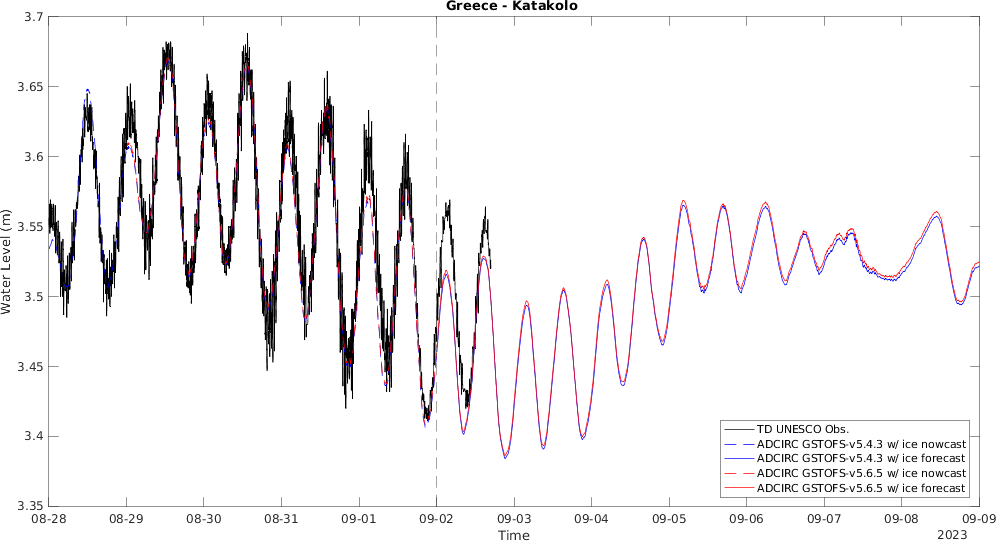 Greece - Katakolo
3.7
3.65
3.6
3.55
3.5
3.45
3.4
3.35
Water Level (m)
TD UNESCO Obs.
ADCIRC GSTOFS-v5.4.3 w/ ice nowcast
ADCIRC GSTOFS-v5.4.3 w/ ice forecast
ADCIRC GSTOFS-v5.6.5 w/ ice nowcast
ADCIRC GSTOFS-v5.6.5 w/ ice forecast
08-28 08-29 08-30 08-31 09-01 09-02 09-03 09-04 09-05 09-06 09-07 09-08 09-09
Time
2023